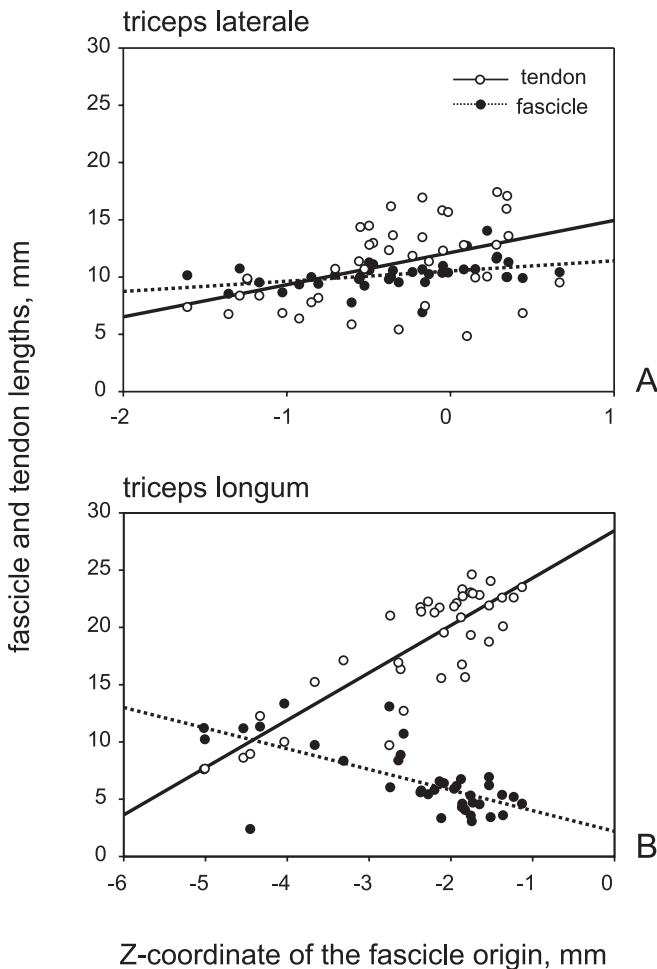 triceps laterale
30
25
20
15
10
5
0
-2 -1 0 1
tendon
fascicle
A
triceps longum
30
25
20
15
10
5
0
-6 -5 -4 -3 -2 -1 0
B
fascicle and tendon lengths, mm
Z-coordinate of the fascicle origin, mm